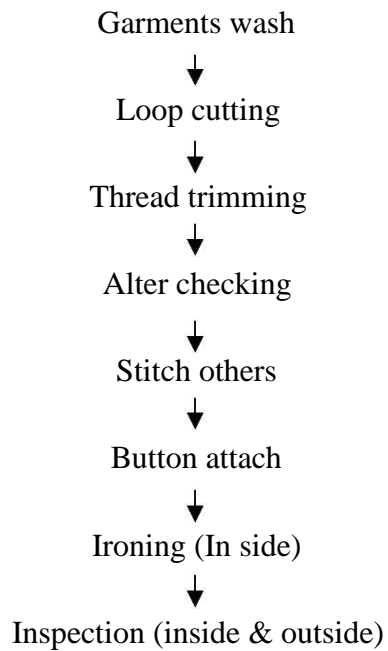 Garments wash
Loop cutting
Thread trimming
Alter checking
Stitch others
Button attach
Ironing (In side)
Inspection (inside & outside)